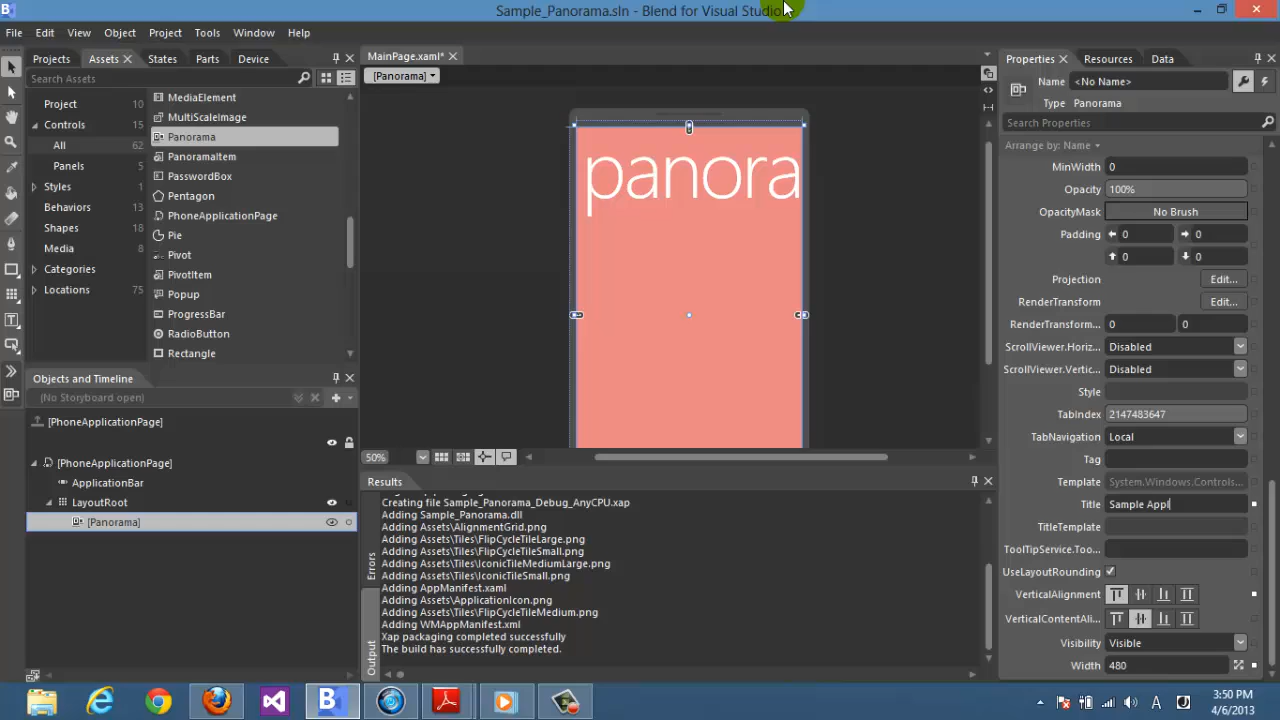 Sample_Panorama.sln - Blend for Visual Studio
File Edit View Object Project Tools Window Help
Projects Assets States Parts Device
Search Assets
Project 10
Controls 15
All 62
Panels 5
Styles 7
Behaviors 13
Shapes 18
Media 8
Categories
Locations 75
MediaElement
MultiScaleImage
Panorama
PanoramaItem
PasswordBox
Pentagon
PhoneApplicationPage
Pie
Pivot
PivotItem
Popup
ProgressBar
RadioButton
Rectangle
Objects and Timeline
(No Storyboard open)
[PhoneApplicationPage]
[PhoneApplicationPage]
ApplicationBar
LayoutRoot
[Panorama]
MainPage.xaml*
[Panorama]
panora
50%
Results
Errors
Output
Creating file Sample_Panorama_Debug_AnyCPU.xap
Adding Sample_Panorama.dll
Adding Assets\AlignmentGrid.png
Adding Assets\Tiles\FlipCycleTileLarge.png
Adding Assets\Tiles\FlipCycleTileSmall.png
Adding Assets\Tiles\IconicTileMediumLarge.png
Adding Assets\Tiles\IconicTileSmall.png
Adding AppManifest.xaml
Adding Assets\ApplicationIcon.png
Adding Assets\Tiles\FlipCycleTileMedium.png
Adding WMAppManifest.xml
Xap packaging completed successfully
The build has successfully completed.
Properties Resources Data
Name <No Name>
Type Panorama
Search Properties
Arrange by: Name
MinWidth 0
Opacity 100%
OpacityMask No Brush
Padding 0 0
0 0
Projection Edit...
RenderTransform Edit...
RenderTransform... 0 0
ScrollViewer.Horiz... Disabled
ScrollViewer.Vertic... Disabled
Style
TabIndex 2147483647
TabNavigation Local
Tag
Template System.Windows.Controls...
Title Sample Appl
TitleTemplate
ToolTipService.Too...
UseLayoutRounding
VerticalAlignment
VerticalContentAli...
Visibility Visible
Width 480
A
3:50 PM
4/6/2013